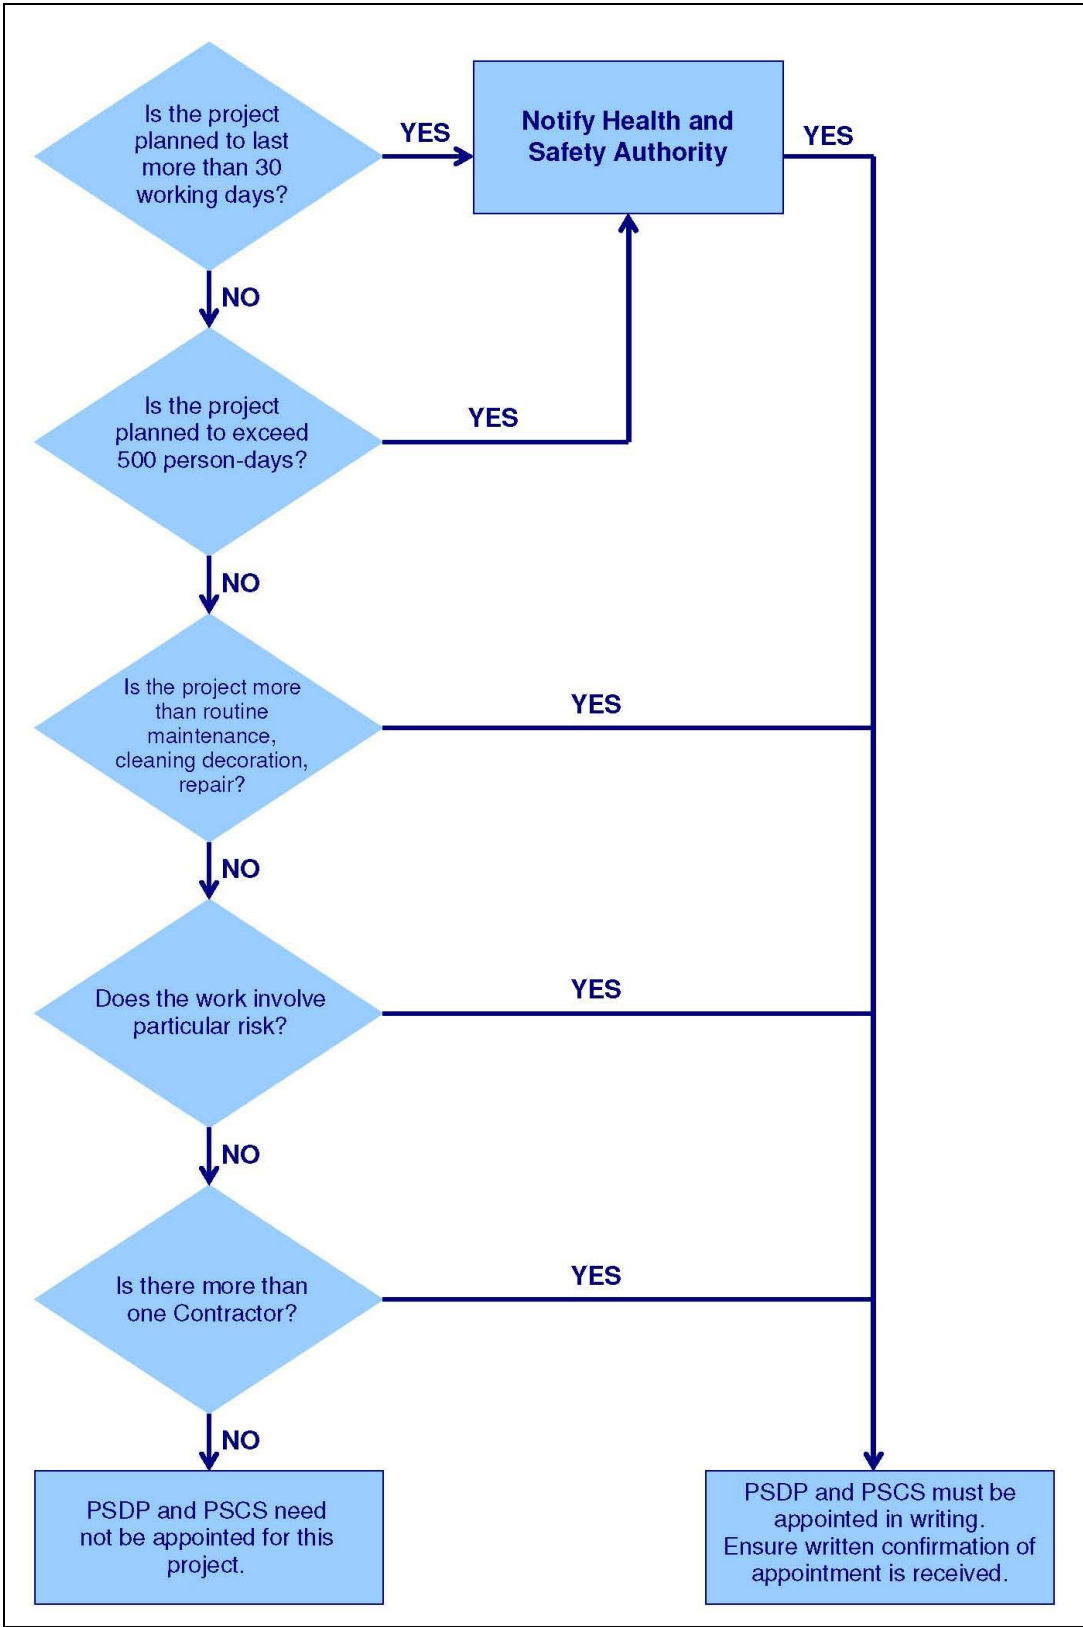 Is the project
planned to last
more than 30
working days?
YES
Notify Health and
Safety Authority
YES
NO
Is the project
planned to exceed
500 person-days?
YES
NO
Is the project more
than routine
maintenance,
cleaning decoration,
repair?
YES
NO
Does the work involve
particular risk?
YES
NO
Is there more than
one Contractor?
YES
NO
PSDP and PSCS need
not be appointed for this
project.
PSDP and PSCS must be
appointed in writing.
Ensure written confirmation of
appointment is received.